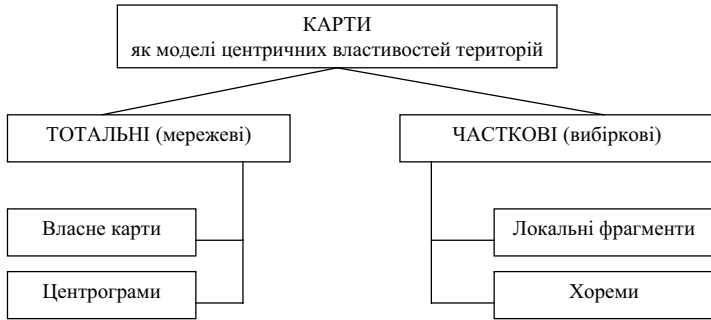 КАРТИ
як моделі центричних властивостей територій
ТОТАЛЬНІ (мережеві)
ЧАСТКОВІ (вибіркові)
Власне карти
Локальні фрагменти
Центрограми
Хореми